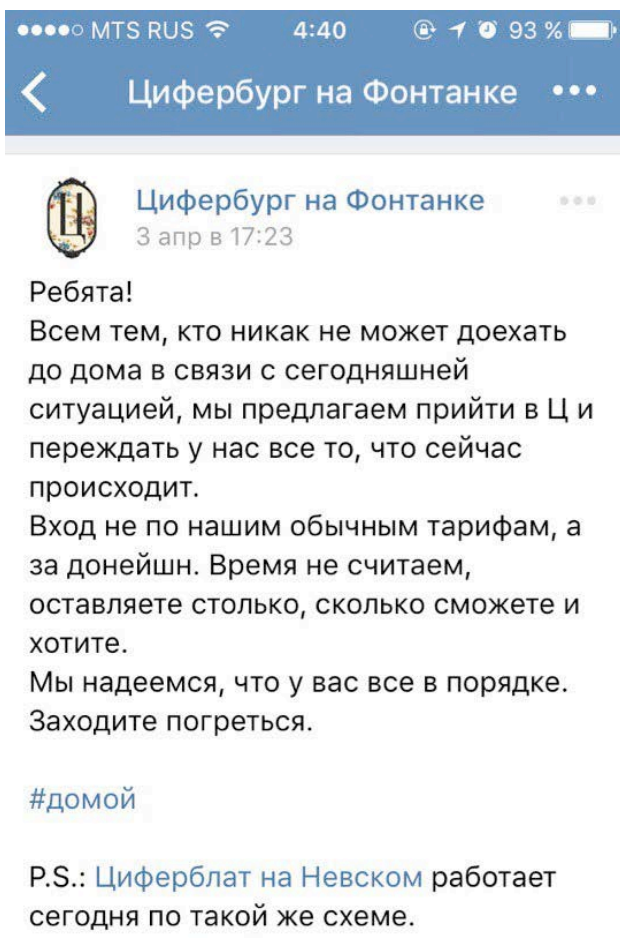 MTS RUS 4:40 93 %
Цифербург на Фонтанке
Ц
Цифербург на Фонтанке
3 апр в 17:23
Ребята!
Всем тем, кто никак не может доехать
до дома в связи с сегодняшней
ситуацией, мы предлагаем прийти в Ц и
переждать у нас все то, что сейчас
происходит.
Вход не по нашим обычным тарифам, а
за донейшн. Время не считаем,
оставляете столько, сколько сможете и
хотите.
Мы надеемся, что у вас все в порядке.
Заходите погреться.
#домой
P.S.: Циферблат на Невском работает
сегодня по такой же схеме.